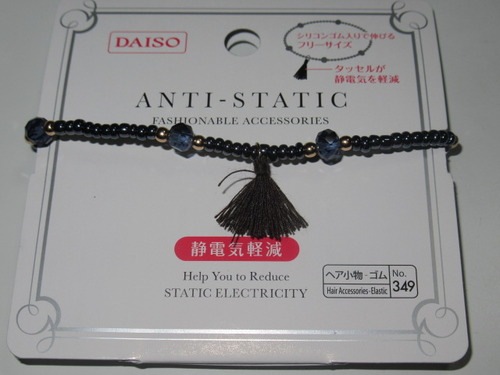 DAISO
シリコンゴム入りで伸びる
フリーサイズ
タッセルが
静電気を軽減
ANTI-STATIC
FASHIONABLE ACCESSORIES
静電気軽減
Help You to Reduce
STATIC ELECTRICITY
ヘア小物-ゴム
Hair Accessories-Elastic
No.
349